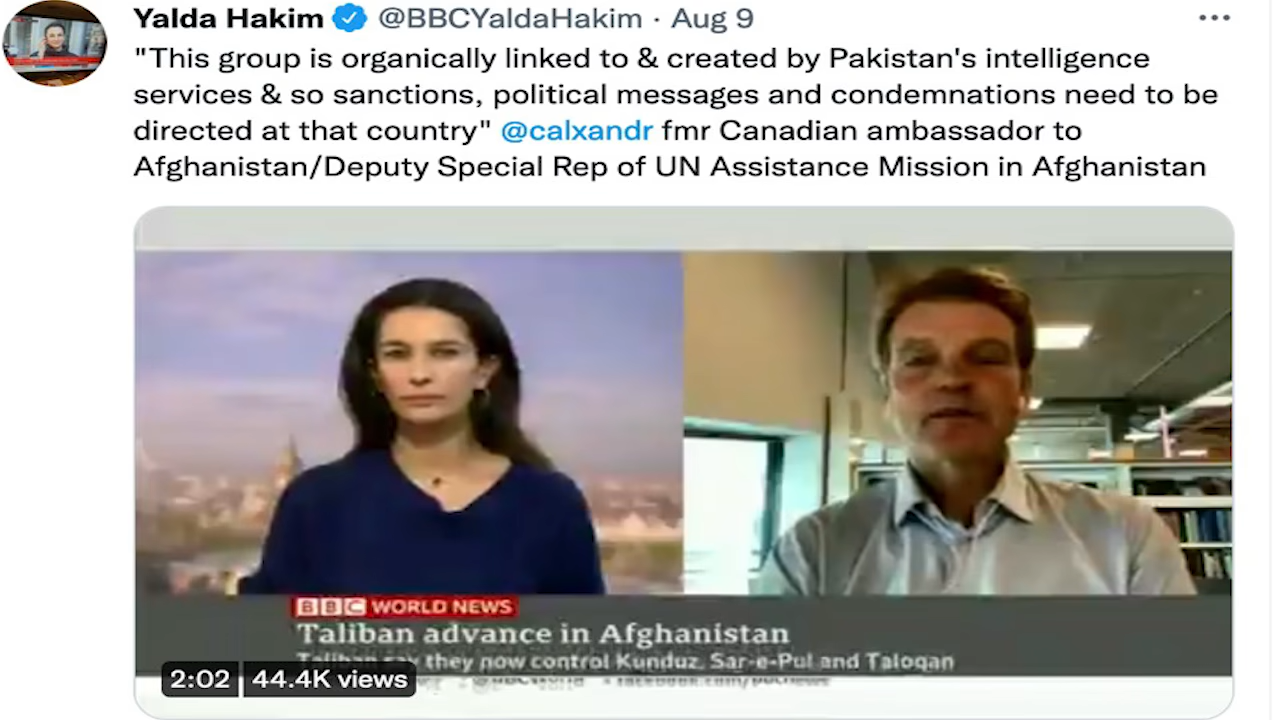 Yalda Hakim @BBCYaldaHakim · Aug 9
"This group is organically linked to & created by Pakistan's intelligence
services & so sanctions, political messages and condemnations need to be
directed at that country" @calxandr fmr Canadian ambassador to
Afghanistan/Deputy Special Rep of UN Assistance Mission in Afghanistan
BBC WORLD NEWS
Taliban advance in Afghanistan
Taliban say they now control Kunduz, Sar-e-Pul and Taloqan
2:02 44.4K views